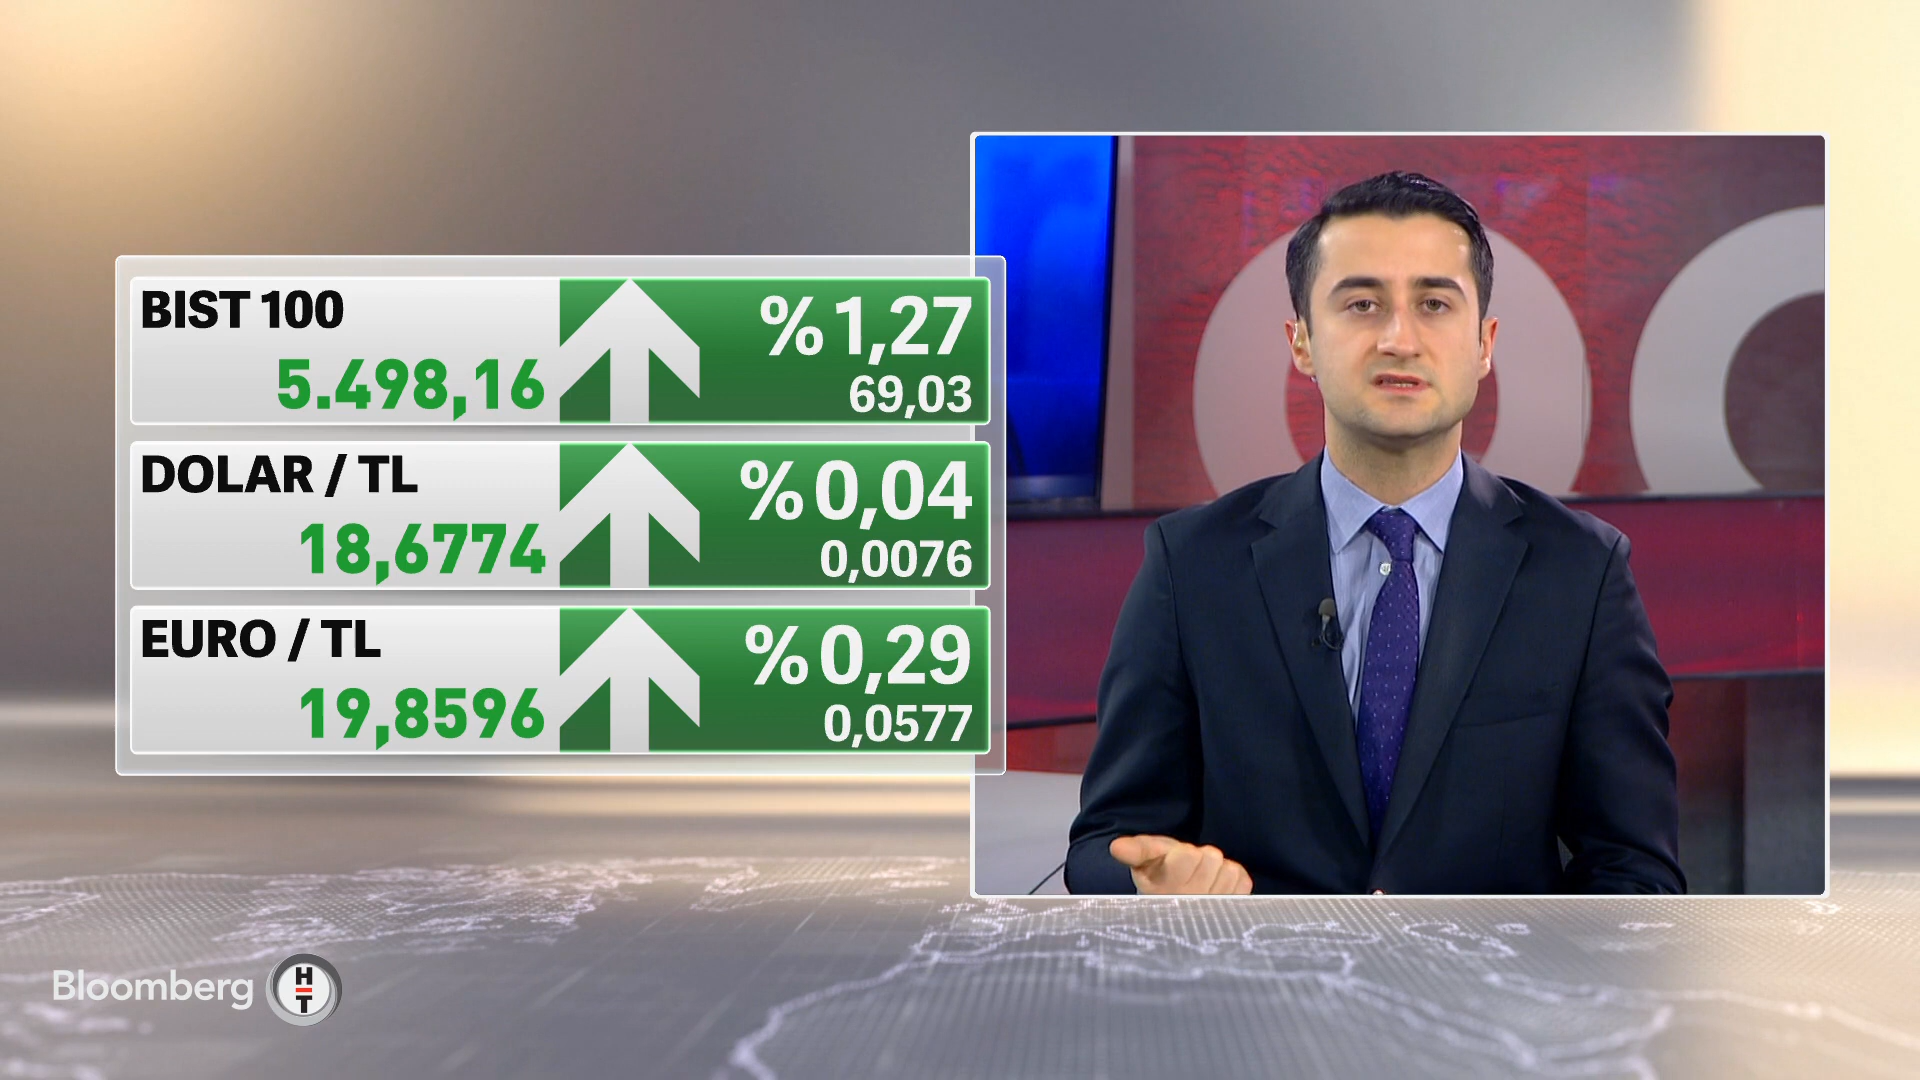 BIST 100
5.498,16
%1,27
69,03
DOLAR / TL
18,6774
%0,04
0,0076
EURO / TL
19,8596
%0,29
0,0577
Bloomberg HT